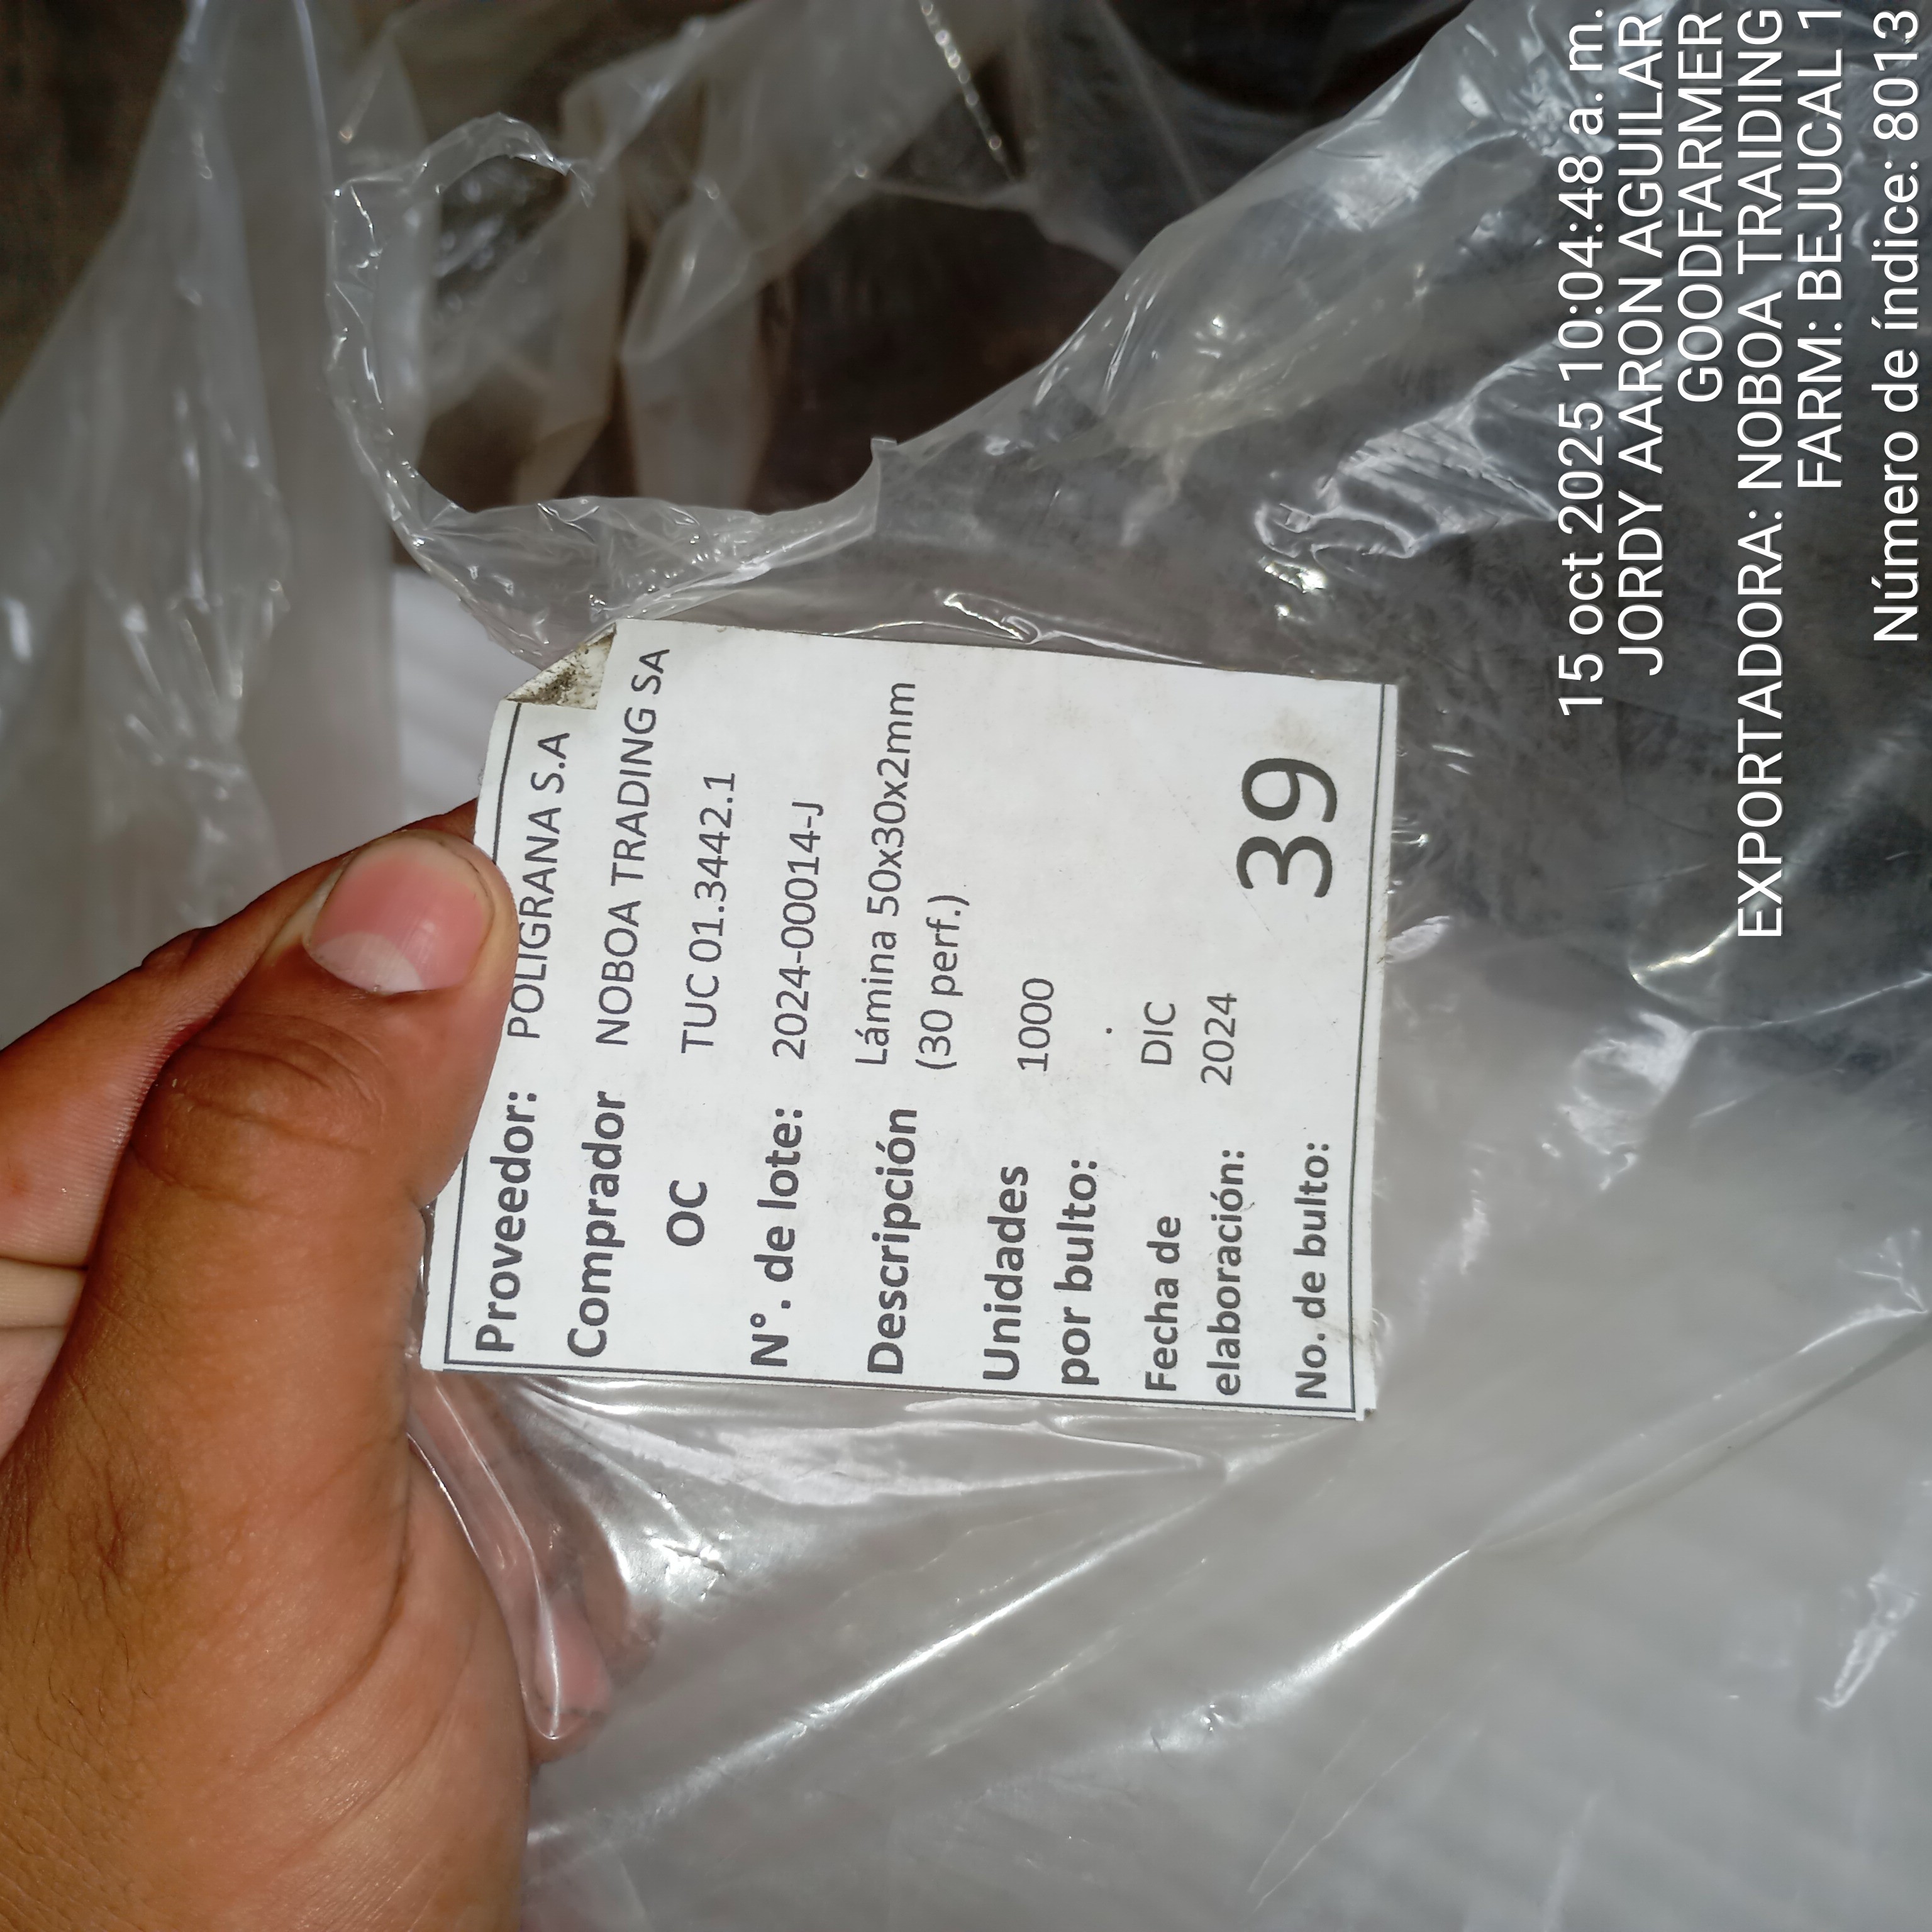 Proveedor: POLIGRANA S.A
Comprador NOBOA TRADING SA
OC TUC 01.3442.1
N°. de lote: 2024-00014-J
Descripción Lámina 50x30x2mm
(30 perf.)
Unidades
por bulto: 1000
.
Fecha de DIC
elaboración: 2024
No. de bulto: 39
15 oct 2025 10:04:48 a. m.
JORDY AARON AGUILAR
GOODFARMER
EXPORTADORA: NOBOA TRAIDING
FARM: BEJUCAL 1
Número de índice: 8013